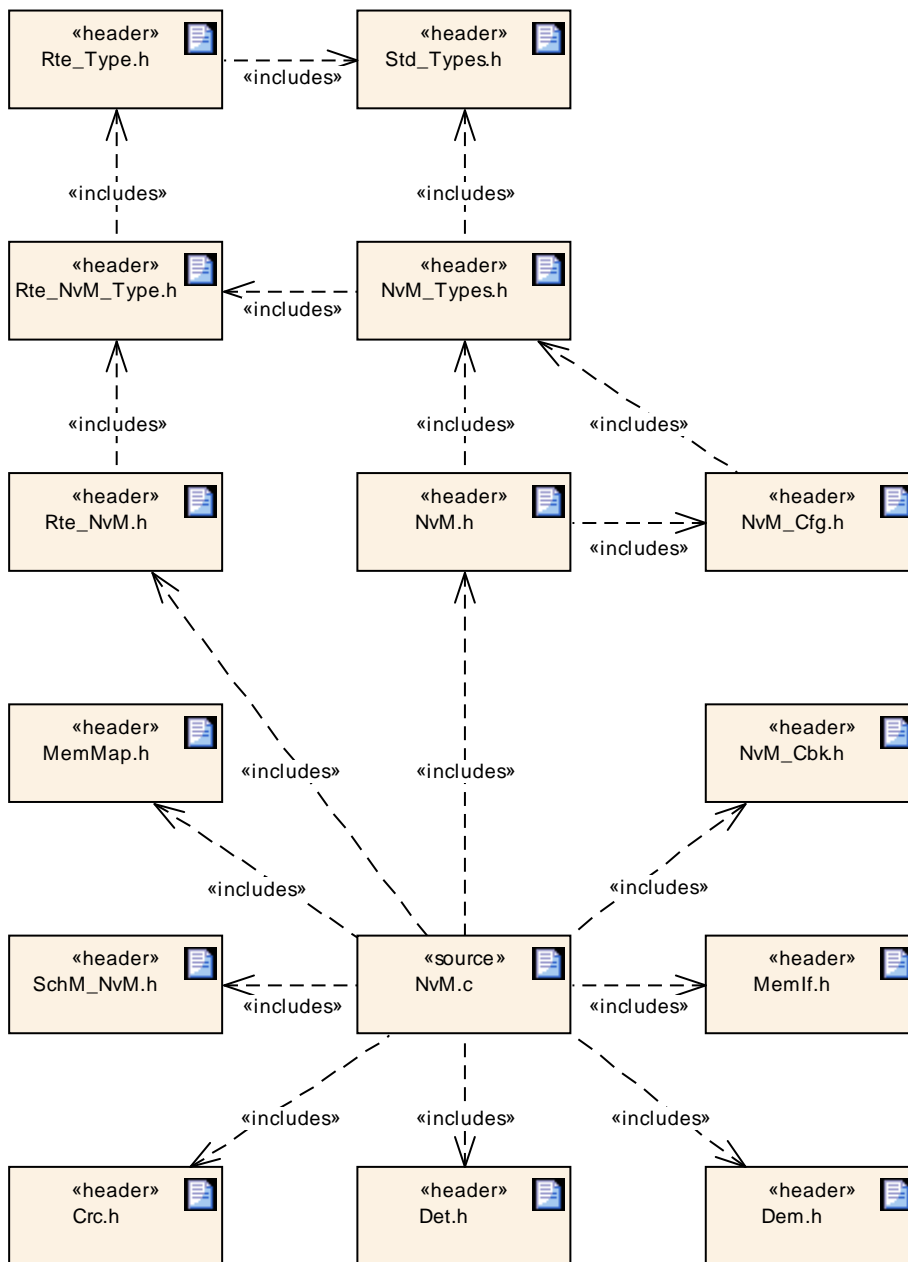 «header»
Rte_Type.h
«includes»
«header»
Std_Types.h
«includes»
«includes»
«header»
Rte_NvM_Type.h
«includes»
«header»
NvM_Types.h
«includes»
«includes»
«includes»
«header»
Rte_NvM.h
«header»
NvM.h
«includes»
«header»
NvM_Cfg.h
«header»
MemMap.h
«includes»
«includes»
«header»
NvM_Cbk.h
«includes»
«includes»
«header»
SchM_NvM.h
«includes»
«source»
NvM.c
«includes»
«header»
MemIf.h
«includes»
«includes»
«includes»
«header»
Crc.h
«header»
Det.h
«header»
Dem.h